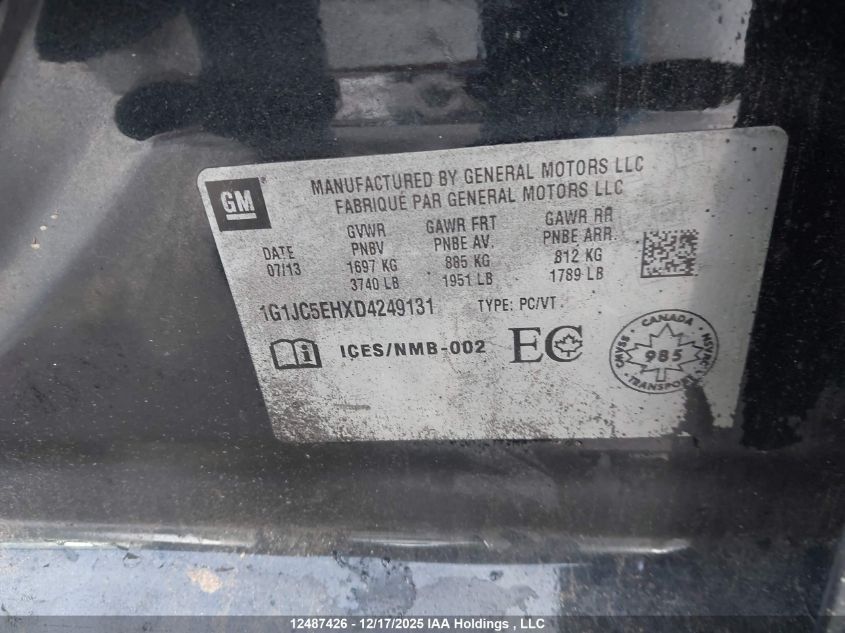 GM
MANUFACTURED BY GENERAL MOTORS LLC
FABRIQUÉ PAR GENERAL MOTORS LLC
DATE
07/13
GVWR
PNBV
1697 KG
3740 LB
GAWR FRT
PNBE AV.
885 KG
1951 LB
GAWR RR
PNBE ARR.
812 KG
1789 LB
1G1JC5EHXD4249131 TYPE: PC/VT
i ICES/NMB-002 EC
CANADA
CMVSS 985 NSVAC
TRANSPORT
12487426 - 12/17/2025 IAA Holdings , LLC